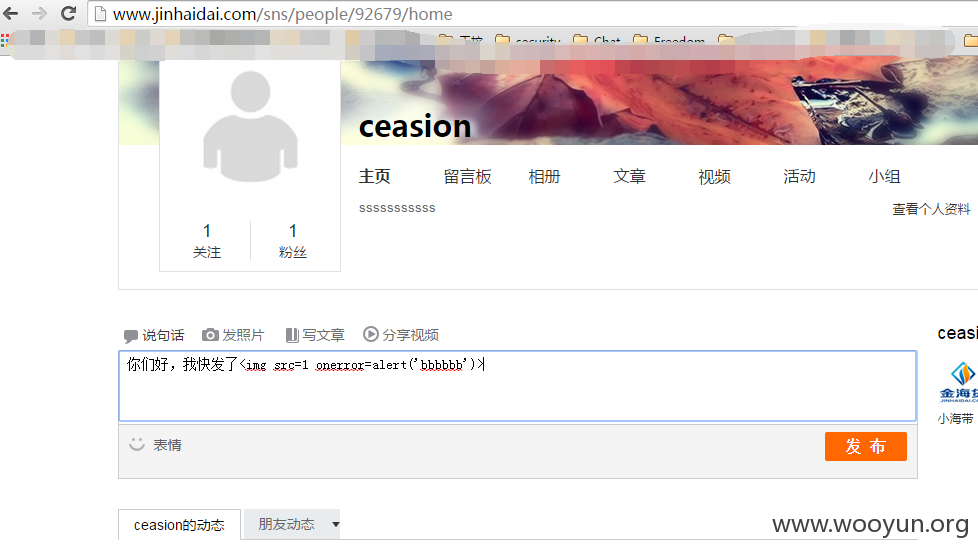 www.jinhaidai.com/sns/people/92679/home
security Chat Freedom
ceasion
主页 留言板 相册 文章 视频 活动 小组
sssssssssss 查看个人资料
1 1
关注 粉丝
说句话 发照片 写文章 分享视频
你们好，我快发了<img src=1 onerror=alert('bbbbbb')>
表情
发 布
ceasi
金海贷
JINHAIDAI.COM
小海带
ceasion的动态 朋友动态
www.wooyun.org